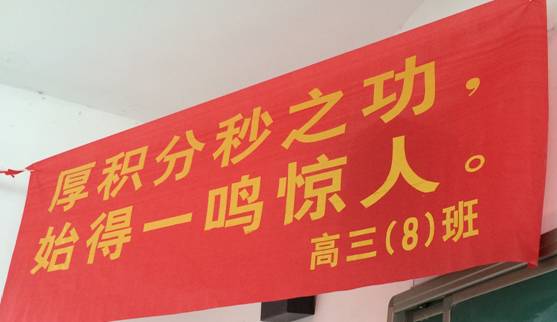 厚积分秒之功，
始得一鸣惊人。
高三(8)班